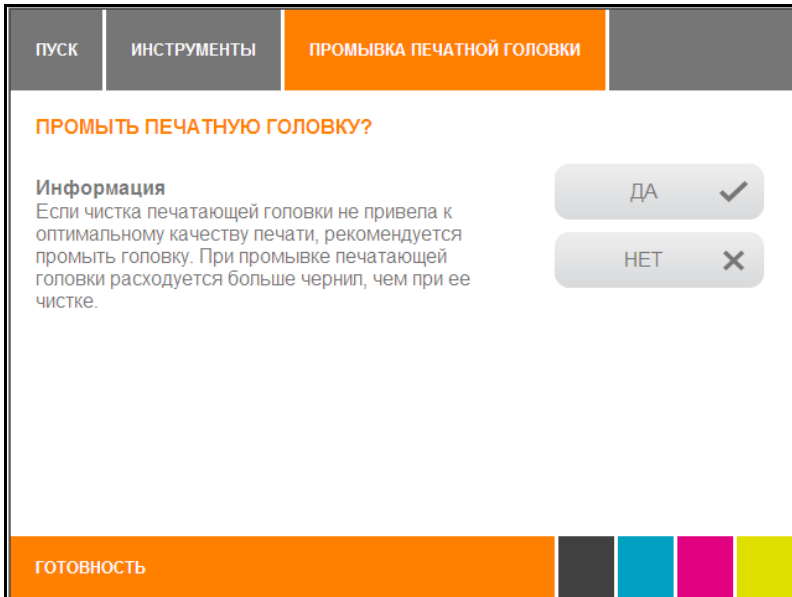 ПУСК
ИНСТРУМЕНТЫ
ПРОМЫВКА ПЕЧАТНОЙ ГОЛОВКИ
ПРОМЫТЬ ПЕЧАТНУЮ ГОЛОВКУ?
Информация
Если чистка печатающей головки не привела к
оптимальному качеству печати, рекомендуется
промыть головку. При промывке печатающей
головки расходуется больше чернил, чем при ее
чистке.
ДА
НЕТ
ГОТОВНОСТЬ